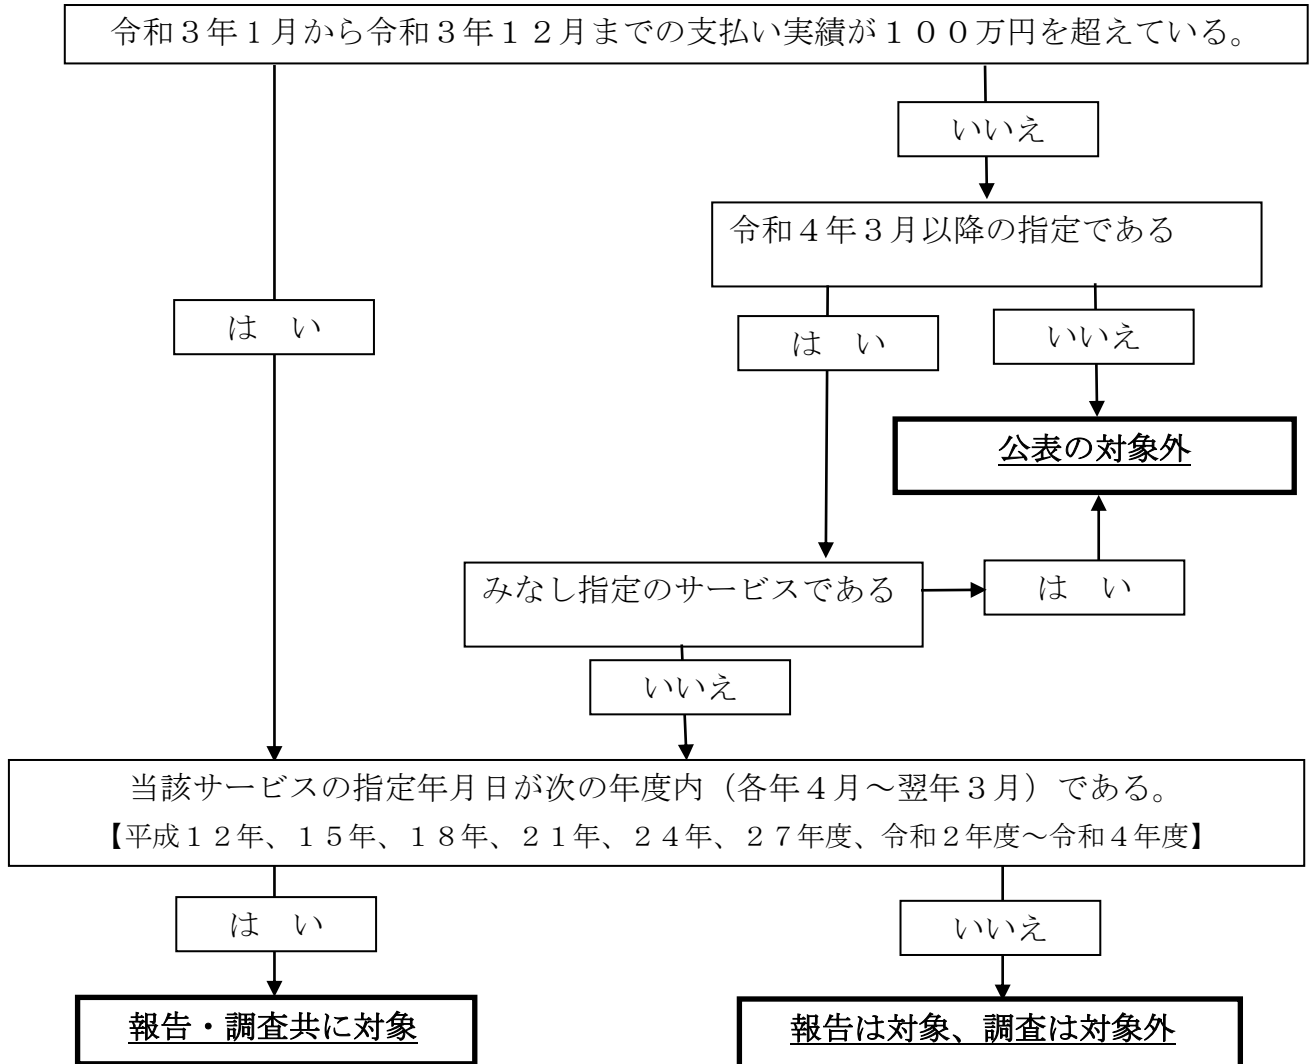 令和３年１月から令和３年１２月までの支払い実績が１００万円を超えている。
いいえ
令和４年３月以降の指定である
は　い
は　い
いいえ
公表の対象外
みなし指定のサービスである
は　い
いいえ
当該サービスの指定年月日が次の年度内（各年４月～翌年３月）である。
【平成１２年、１５年、１８年、２１年、２４年、２７年度、令和２年度～令和４年度】
は　い
いいえ
報告・調査共に対象
報告は対象、調査は対象外